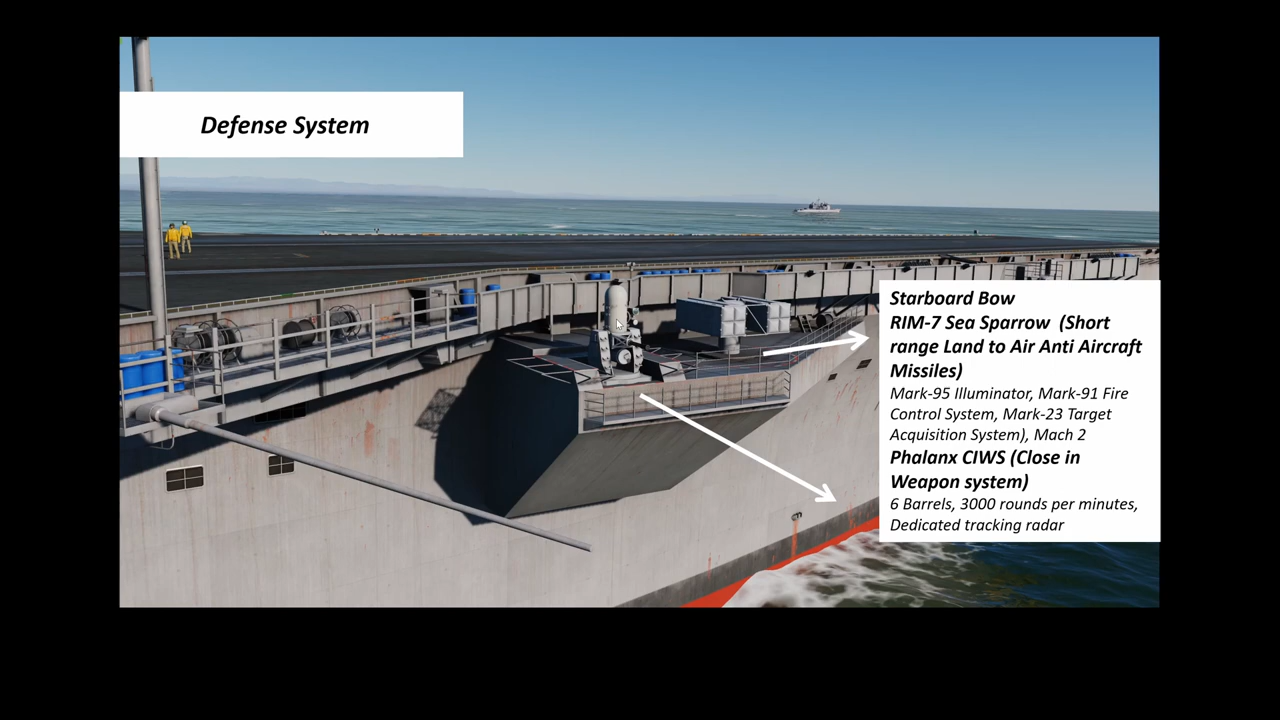 Defense System
Starboard Bow
RIM-7 Sea Sparrow (Short
range Land to Air Anti Aircraft
Missiles)
Mark-95 Illuminator, Mark-91 Fire
Control System, Mark-23 Target
Acquisition System), Mach 2
Phalanx CIWS (Close in
Weapon system)
6 Barrels, 3000 rounds per minutes,
Dedicated tracking radar